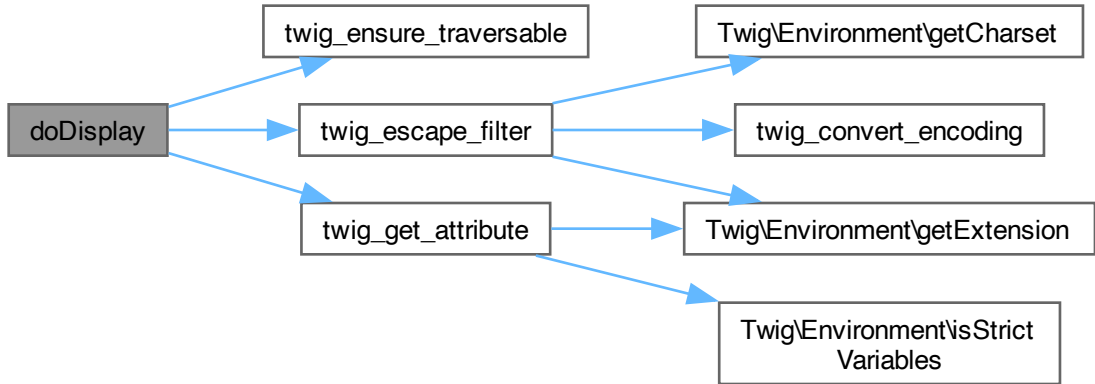 twig_ensure_traversable
Twig\Environment\getCharset
doDisplay
twig_escape_filter
twig_convert_encoding
twig_get_attribute
Twig\Environment\getExtension
Twig\Environment\isStrict
Variables